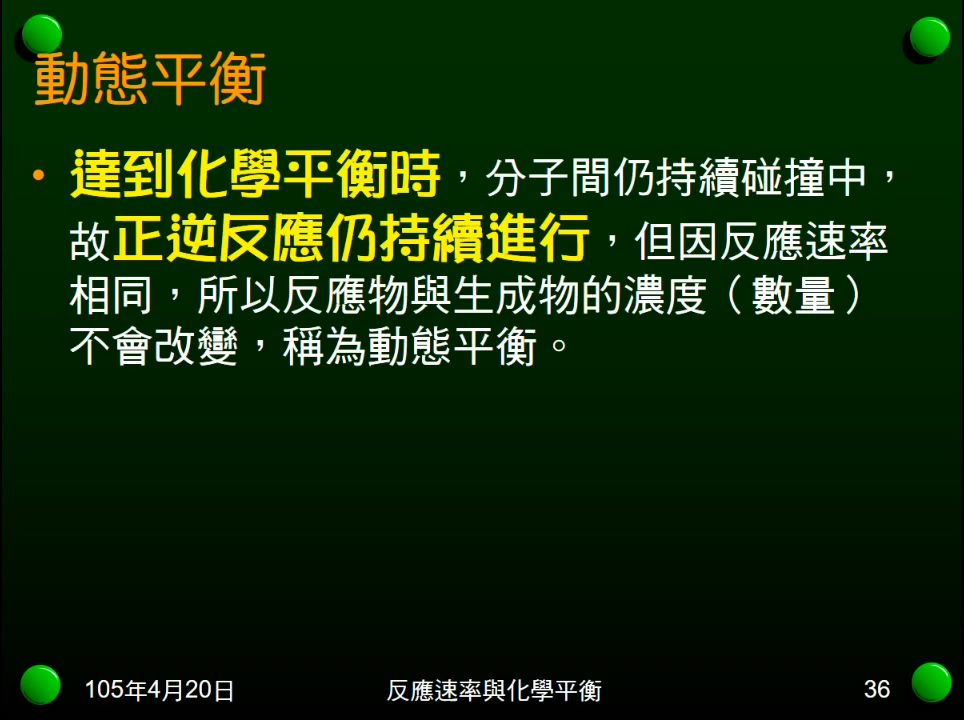 動態平衡
• 達到化學平衡時，分子間仍持續碰撞中，
故正逆反應仍持續進行，但因反應速率
相同，所以反應物與生成物的濃度（數量）
不會改變，稱為動態平衡。
105年4月20日
反應速率與化學平衡
36